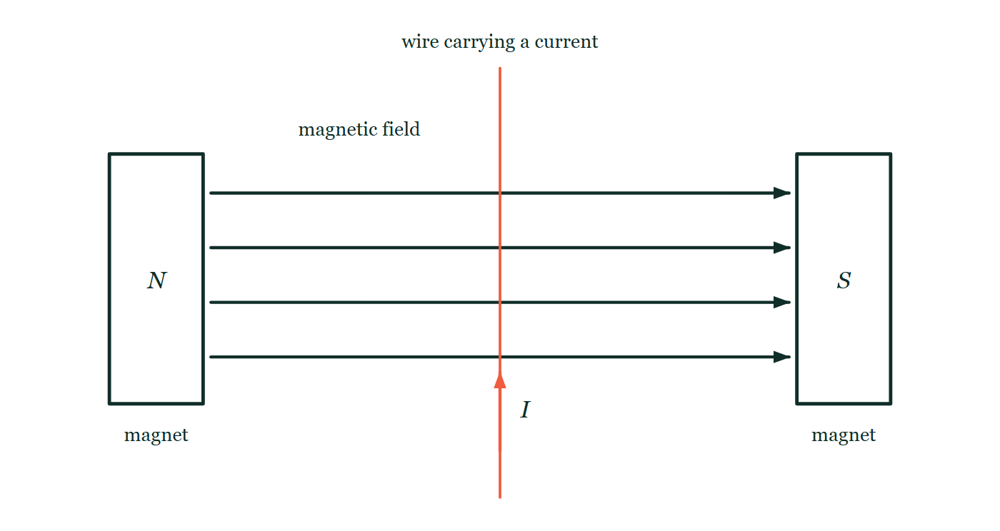 wire carrying a current
magnetic field
N
S
I
magnet
magnet